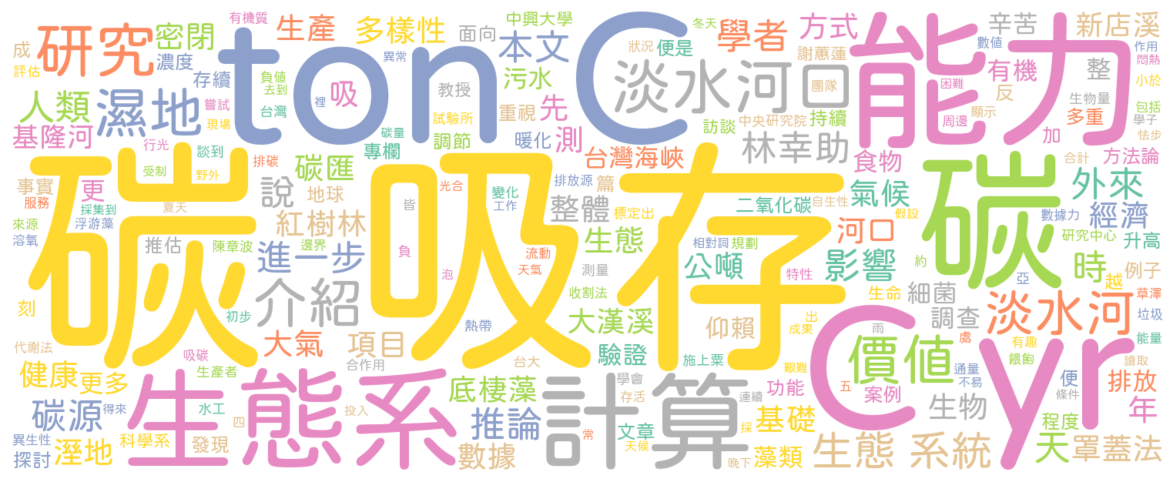 有機質
中興大學
冬天
辛苦
新店溪
研究
密閉
生產
多樣性
面向
本文
狀況
便是
學者
方式
謝蕙蓮
數值
作用
悶熱
成
評估
濃度
存續
負值
去到
異常
ton C
污水
淡水河口
團隊
能力
困難
有機
整
小於
人類
濕地
嘗試
台灣
吸
教授
重視
先
中央研究院
持續
周邊
顯示
反
生物量
包括
學子
基隆河
現場
裡
試驗所
調節
暖化
測
訪談
林幸助
加
多重
怯步
行光
談到
排碳
碳匯
碳量
專欄
台灣海峽
食物
合計
方法論
碳吸存
碳
事實
服務
受制
野外
更
說
地球
光合
變化
工作
排放源
篇
整體
標定出
二氧化碳
自生性
氣候
假設
外來
來源
溶氧
採集到
浮游藻
夏天
紅樹林
皆
生態
河口
數據力
經濟
推估
陳章波
邊界
進一步
負
泡
流動
天氣
相對詞
規劃
測量
公噸
特性
影響
約
研究中心
升高
時
例子
越
刻
初步
介紹
熱帶
收割法
大漢溪
仰賴
成果
出
生命
細菌
調查
雨
亞
處
淡水河
草澤
垃圾
代謝法
吸碳
大氣
項目
合作用
台大
驗證
施上粟
艱難
有趣
能量
健康
更多
生產者
生態系
底棲藻
學會
存活
計算
連續
功能
五
案例
價值
C yr
通量
不易
餵飽
便
條件
讀取
排放
碳源
得來
水工
四
投入
推論
常
文章
天候
採
基礎
生物
程度
年
異生性
探討
溼地
科學系
發現
數據
晚下
藻類
生態 系統
天
罩蓋法